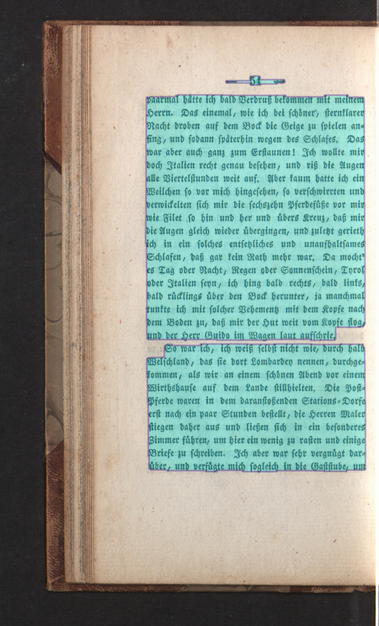 54
paarmal hätte ich bald Verdruß bekommen mit meinem
Herrn. Das einemal, wie ich bei schöner, sternklarer
Nacht droben auf dem Bock die Geige zu spielen an-
fing, und sodann späterhin wegen des Schlafes. Das
war aber auch ganz zum Erstaunen! Ich wollte mir
doch Italien recht genau besehen, und riß die Augen
alle Viertelstunden weit auf. Aber kaum hatte ich ein
Weilchen so vor mich hingesehen, so verschwirrten und
verwickelten sich mir die sechszehn Pferdefüße vor mir
wie Filet so hin und her und übers Kreuz, daß mir
die Augen gleich wieder übergingen, und zuletzt gerieth
ich in ein solches entsetzliches und unaufhaltsames
Schlafen, daß gar kein Rath mehr war. Da mocht'
es Tag oder Nacht, Regen oder Sonnenschein, Tyrol
oder Italien seyn, ich hing bald rechts, bald links,
bald rücklings über den Bock herunter, ja manchmal
tunkte ich mit solcher Vehemenz mit dem Kopfe nach
dem Boden zu, daß mir der Hut weit vom Kopfe flog,
und der Herr Guido im Wagen laut aufschrie.
So war ich, ich weiß selbst nicht wie, durch halb
Welschland, das sie dort Lombardey nennen, durchge-
kommen, als wir an einem schönen Abend vor einem
Wirthshause auf dem Lande stillhielten. Die Post-
Pferde waren in dem daranstoßenden Stations-Dorfe
erst nach ein paar Stunden bestellt, die Herren Maler
stiegen daher aus und ließen sich in ein besonderes
Zimmer führen, um hier ein wenig zu rasten und einige
Briefe zu schreiben. Ich aber war sehr vergnügt dar-
über, und verfügte mich sogleich in die Gaststube, um